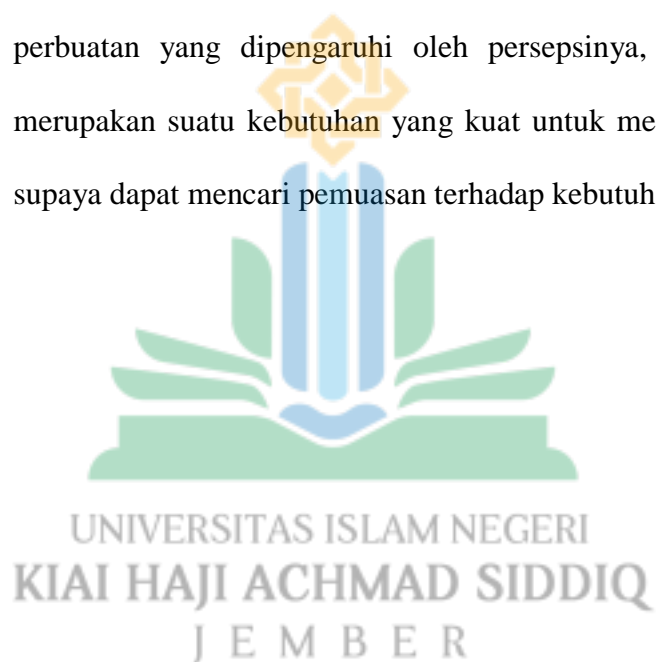 perbuatan yang dipengaruhi oleh persepsinya,
merupakan suatu kebutuhan yang kuat untuk me
supaya dapat mencari pemuasan terhadap kebutuh
UNIVERSITAS ISLAM NEGERI
KIAI HAJI ACHMAD SIDDIQ
JEMBER